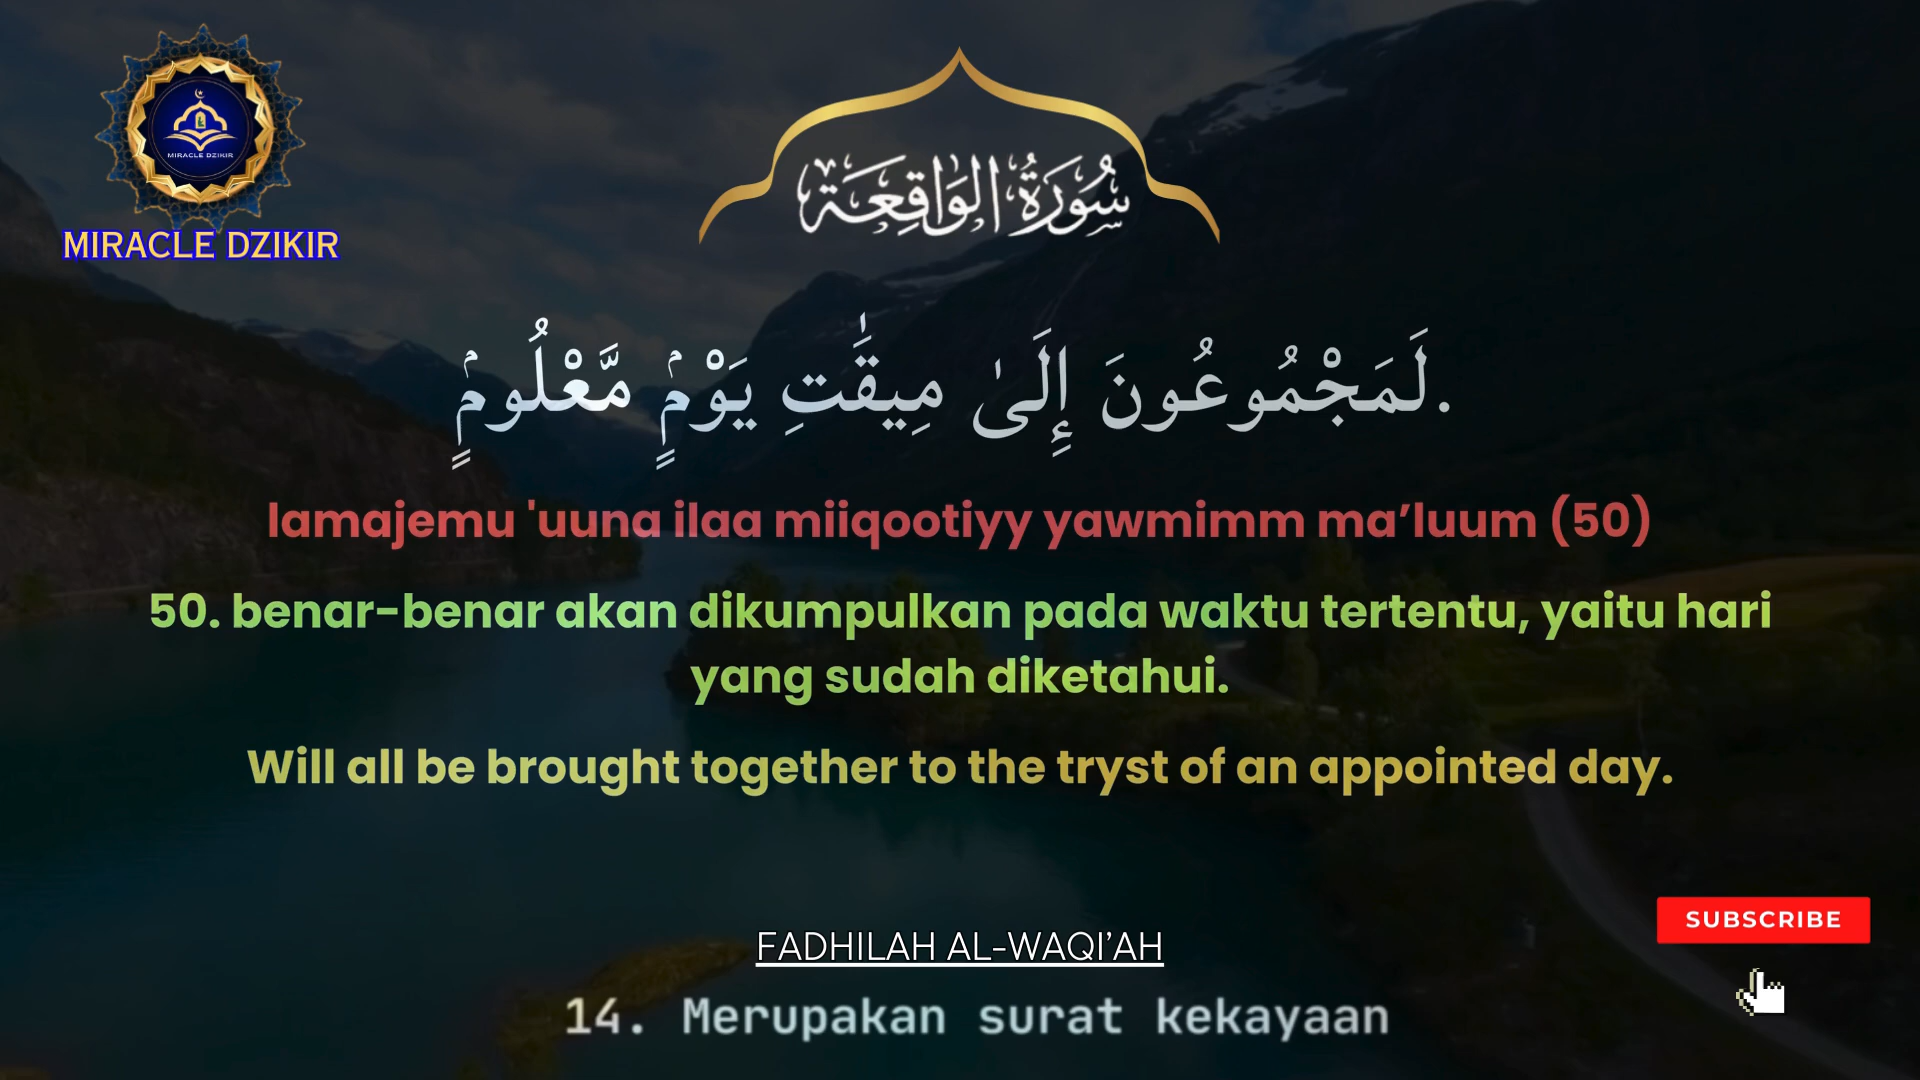 MIRACLE DZIKIR
MIRACLE DZIKIR
سُورَةُ الوَاقِعَة
لَمَجْمُوعُونَ إِلَىٰ مِيقَٰتِ يَوْمٍۢ مَّعْلُومٍۢ.
lamajemu 'uuna ilaa miiqootiyy yawmimm ma’luum (50)
50. benar-benar akan dikumpulkan pada waktu tertentu, yaitu hari
yang sudah diketahui.
Will all be brought together to the tryst of an appointed day.
SUBSCRIBE
FADHILAH AL-WAQI’AH
14. Merupakan surat kekayaan